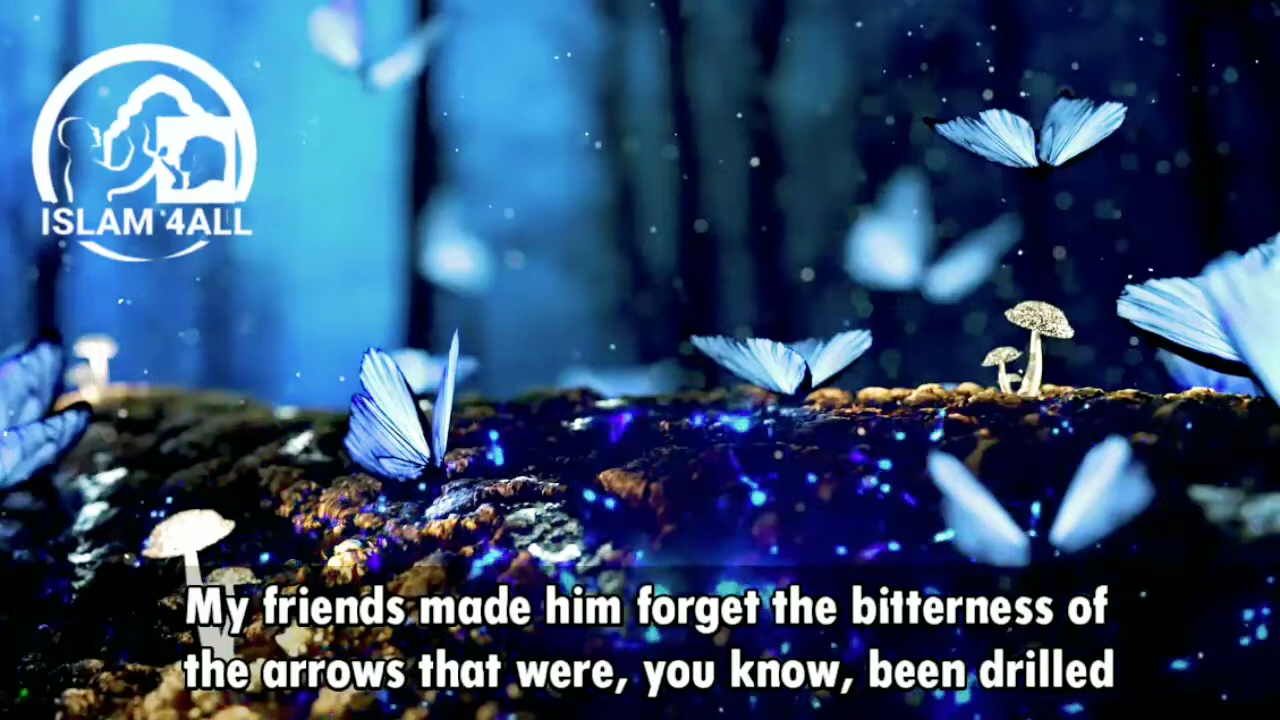 ISLAM 4ALL
My friends made him forget the bitterness of
the arrows that were, you know, been drilled